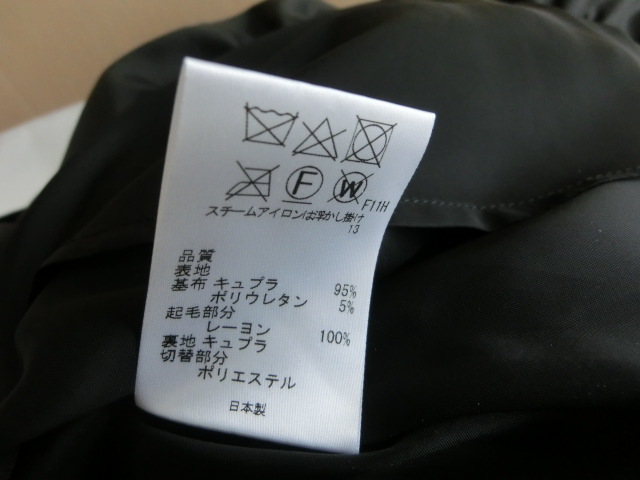 F
W
F11H
スチームアイロンは浮かし掛け
13
品質
表地
基布 キュプラ 95%
ポリウレタン 5%
起毛部分
レーヨン 100%
裏地 キュプラ
切替部分
ポリエステル
日本製